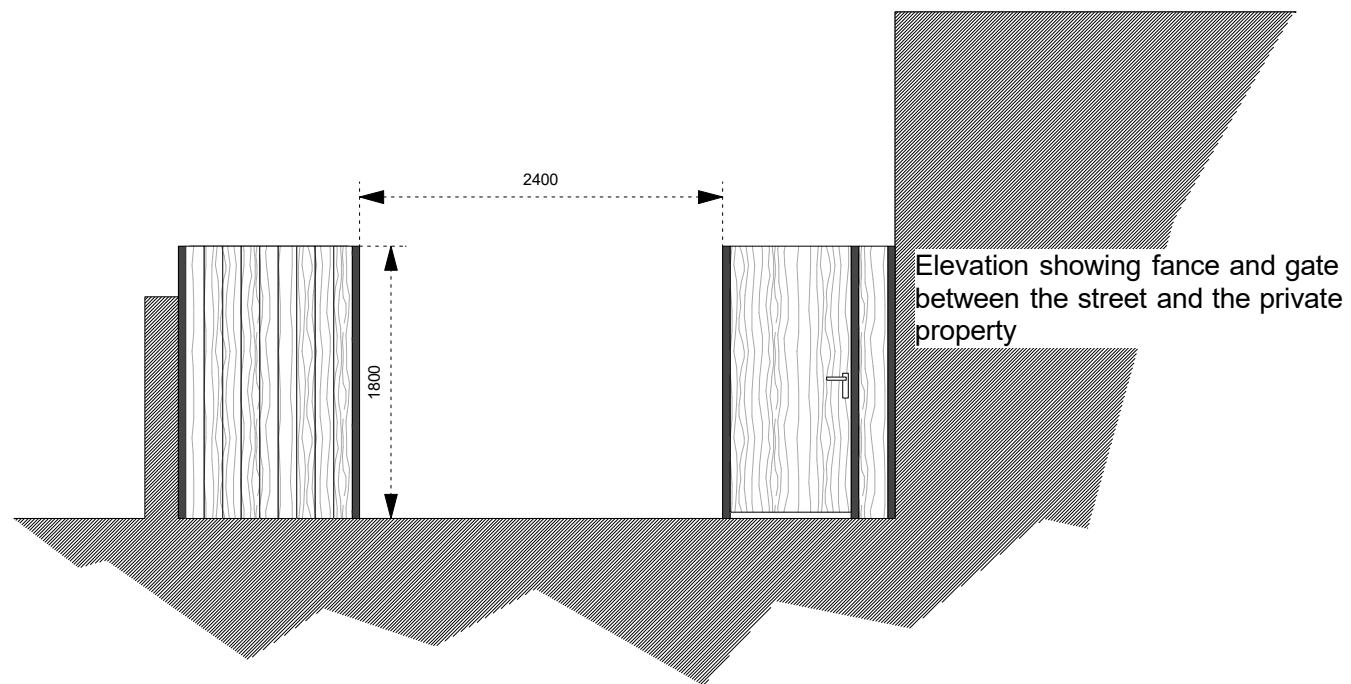 2400
1800
Elevation showing fance and gate
between the street and the private
property